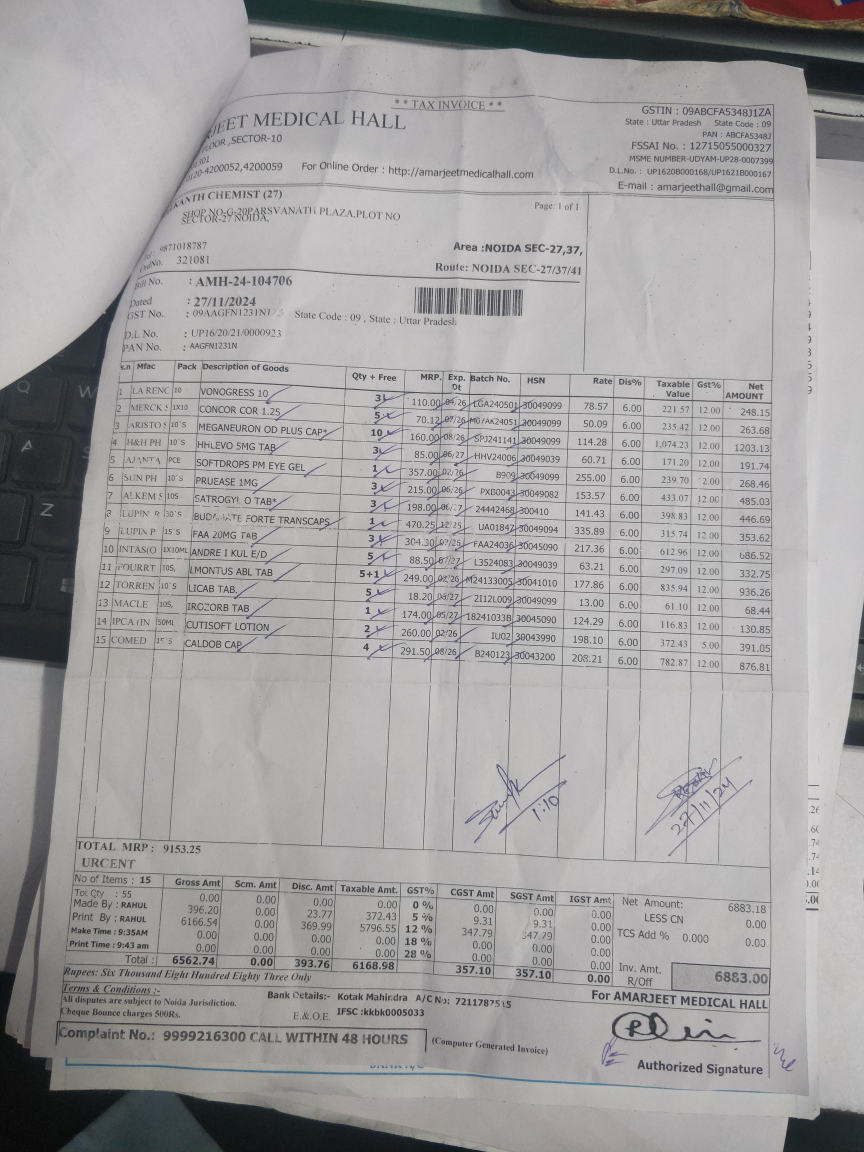 * * TAX INVOICE * *
JEET MEDICAL HALL
FLOOR ,SECTOR-10
301
0120-4200052,4200059 For Online Order : http://amarjeetmedicalhall.com
GSTIN : 09ABCFA5348J1ZA
State : Uttar Pradesh State Code : 09
PAN : ABCFA5348J
FSSAI No. : 12715055000327
MSME NUMBER-UDYAM-UP28-0007399
D.L.No. : UP1620B000168/UP1621B000167
E-mail : amarjeethall@gmail.com
KANTH CHEMIST (27)
Page: 1 of 1
SHOP NO-G-20PARSVANATH PLAZA,PLOT NO
SECTOR-27 NOIDA,
9871018787
Area :NOIDA SEC-27,37,
OrdNo. 321081
Route: NOIDA SEC-27/37/41
Bill No. : AMH-24-104706
Dated : 27/11/2024
GST No. : State Code : 09 , State : Uttar Pradesh
D.L. No. : UP16/20/21/0000923
PAN No. : AAGFN1231N
s.n Mfac Pack Description of Goods Qty + Free MRP. Exp. Dt Batch No. HSN Rate Dis% Taxable Value Gst% Net AMOUNT
1 LA RENC 10 VONOGRESS 10 3 110.00 04/26 LGA240501 30049099 78.57 6.00 221.57 12.00 248.15
2 MERCK S 1X10 CONCOR COR 1.25 5 70.12 07/26 30049099 50.09 6.00 235.42 12.00 263.68
3 ARISTO S 10`S MEGANEURON OD PLUS CAP* 10 160.00 08/26 SPJ241141 30049099 114.28 6.00 1,074.23 12.00 1203.13
4 H&H PH 10`S HHLEVO 5MG TAB 3 85.00 06/27 HHV24006 30049039 60.71 6.00 171.20 12.00 191.74
5 AJANTA PCE SOFTDROPS PM EYE GEL 1 357.00 02/26 B909 30049099 255.00 6.00 239.70 12.00 268.46
6 SUN PH 10`S PRUEASE 1MG 3 215.00 06/26 PXB0043 30049082 153.57 6.00 433.07 12.00 485.03
7 ALKEM S 10S SATROGYL O TAB* 3 198.00 24442468 300410 141.43 6.00 398.83 12.00 446.69
8 LUPIN R 30`S FORTE TRANSCAPS 1 470.25 12/25 UA01847 30049094 335.89 6.00 315.74 12.00 353.62
9 LUPIN P 15`S FAA 20MG TAB 3 304.30 07/25 FAA24036 30045090 217.36 6.00 612.96 12.00 686.52
10 INTAS(O 1X10ML ANDRE I KUL E/D 5 88.50 07/27 L3524083 30049039 63.21 6.00 297.09 12.00 332.75
11 FOURRT 10S, LMONTUS ABL TAB 5+1 249.00 02/26 M24133005 30041010 177.86 6.00 835.94 12.00 936.26
12 TORREN 10`S LICAB TAB. 5 18.20 06/27 2I12L009 30049099 13.00 6.00 61.10 12.00 68.44
13 MACLE 10S, IROZORB TAB 1 174.00 05/27 18241033B 30045090 124.29 6.00 116.83 12.00 130.85
14 IPCA (IN 50ML CUTISOFT LOTION 2 260.00 02/26 IU02 30043990 198.10 6.00 372.43 5.00 391.05
15 COMED 15`S CALDOB CAP 4 291.50 08/26 B240123 30043200 208.21 6.00 782.87 12.00 876.81
1:10
27/11/24
TOTAL MRP : 9153.25
URGENT
No of Items : 15 Gross Amt Scm. Amt Disc. Amt Taxable Amt. GST% CGST Amt SGST Amt IGST Amt Net Amount: 6883.18
Tot Qty : 55 0.00 0.00 0.00 0.00 0 % 0.00 0.00 0.00 LESS CN 0.00
Made By : RAHUL 396.20 0.00 23.77 372.43 5 % 9.31 9.31 0.00 TCS Add % 0.000 0.00
Print By : RAHUL 6166.54 0.00 369.99 5796.55 12 % 347.79 347.79 0.00
Make Time : 9:35AM 0.00 0.00 0.00 0.00 18 % 0.00 0.00 0.00
Print Time : 9:43 am 0.00 0.00 0.00 0.00 28 % 0.00 0.00 0.00
Total : 6562.74 0.00 393.76 6168.98 357.10 357.10 0.00 Inv. Amt. R/Off 6883.00
Rupees: Six Thousand Eight Hundred Eighty Three Only
For AMARJEET MEDICAL HALL
Terms & Conditions :-
All disputes are subject to Noida Jurisdiction.
Cheque Bounce charges 500Rs.
Bank Details:- Kotak Mahindra A/C No: 7211787515
E.& O.E. IFSC :kkbk0005033
Complaint No.: 9999216300 CALL WITHIN 48 HOURS
(Computer Generated Invoice)
Authorized Signature